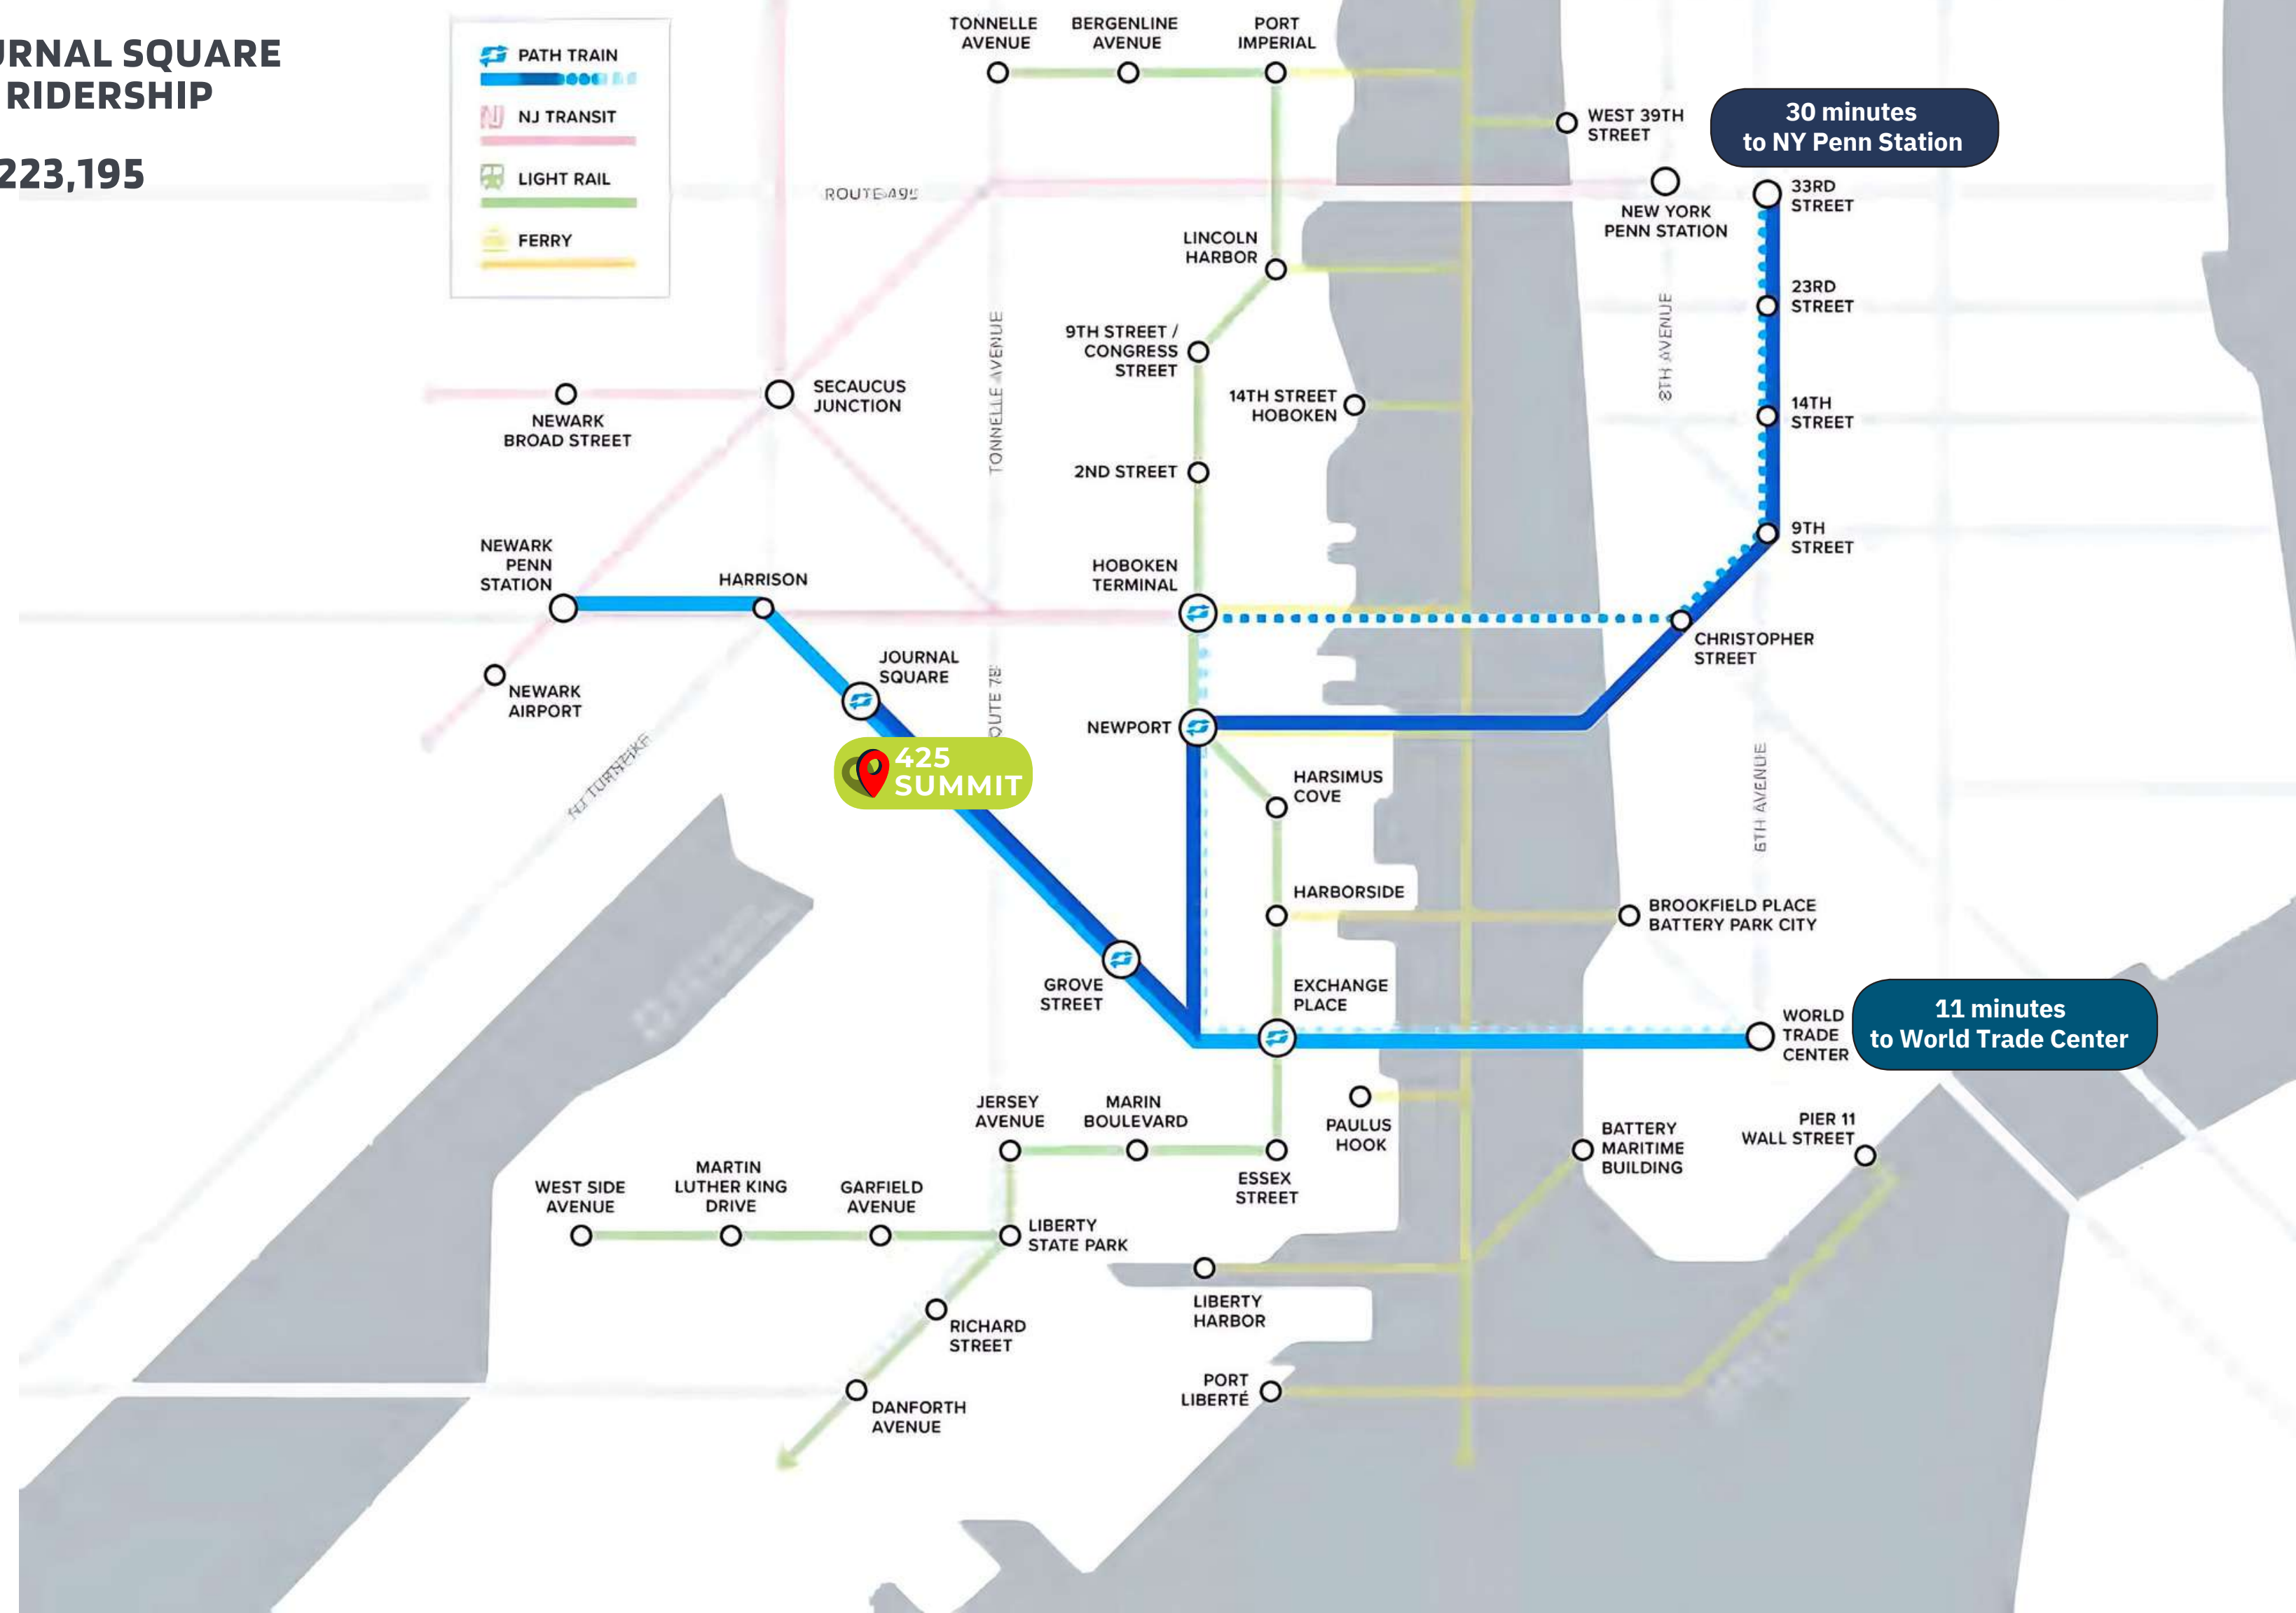 URNAL SQUARE
RIDERSHIP
223,195
PATH TRAIN
NJ TRANSIT
LIGHT RAIL
FERRY
TONNELLE
AVENUE
BERGENLINE
AVENUE
PORT
IMPERIAL
WEST 39TH
STREET
30 minutes
to NY Penn Station
ROUTE 495
NEW YORK
PENN STATION
33RD
STREET
LINCOLN
HARBOR
23RD
STREET
9TH STREET /
CONGRESS
STREET
TONNELLE AVENUE
8TH AVENUE
SECAUCUS
JUNCTION
14TH STREET
HOBOKEN
14TH
STREET
NEWARK
BROAD STREET
2ND STREET
9TH
STREET
NEWARK
PENN
STATION
HARRISON
HOBOKEN
TERMINAL
CHRISTOPHER
STREET
JOURNAL
SQUARE
NEWARK
AIRPORT
NEWPORT
425
SUMMIT
NJ TURNPIKE
HARSIMUS
COVE
6TH AVENUE
HARBORSIDE
BROOKFIELD PLACE
BATTERY PARK CITY
GROVE
STREET
EXCHANGE
PLACE
WORLD
TRADE
CENTER
11 minutes
to World Trade Center
JERSEY
AVENUE
MARIN
BOULEVARD
PAULUS
HOOK
BATTERY
MARITIME
BUILDING
PIER 11
WALL STREET
WEST SIDE
AVENUE
MARTIN
LUTHER KING
DRIVE
GARFIELD
AVENUE
ESSEX
STREET
LIBERTY
STATE PARK
LIBERTY
HARBOR
RICHARD
STREET
PORT
LIBERTÉ
DANFORTH
AVENUE